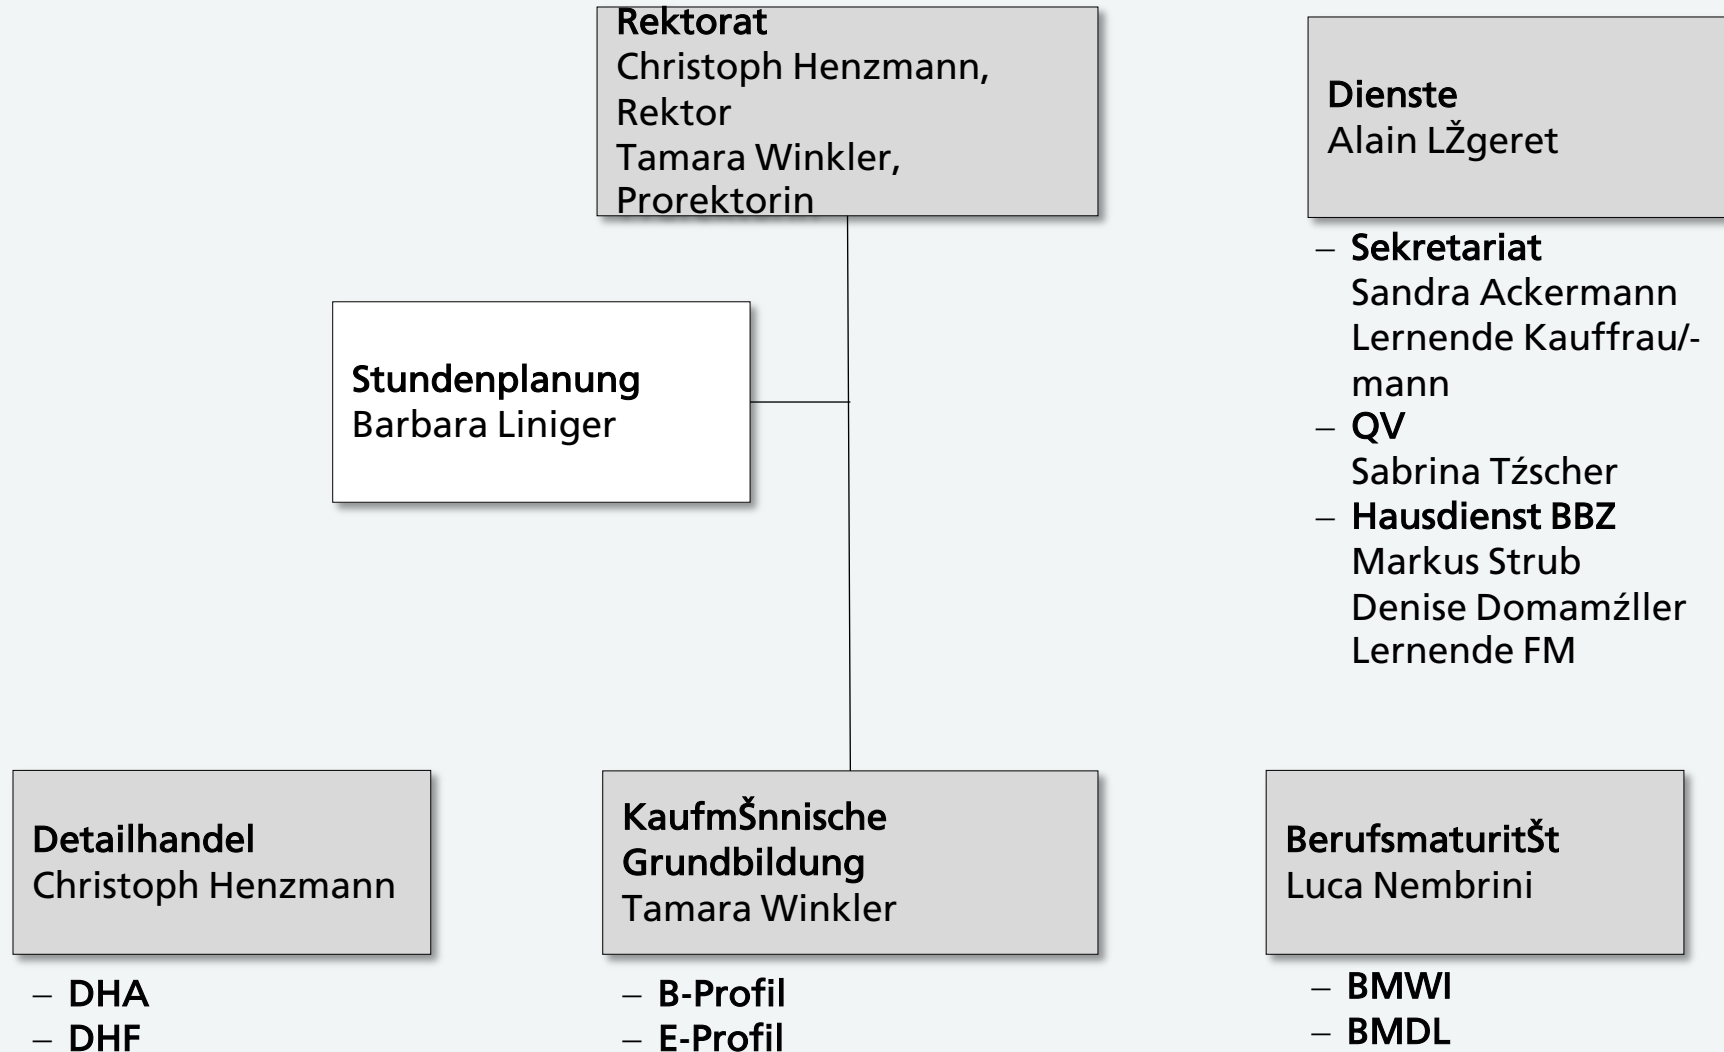 Rektorat
Christoph Henzmann,
Rektor
Tamara Winkler,
Prorektorin
Dienste
Alain LŽgeret
– Sekretariat
Sandra Ackermann
Lernende Kauffrau/-
mann
– QV
Sabrina Tźscher
– Hausdienst BBZ
Markus Strub
Denise Domamźller
Lernende FM
Stundenplanung
Barbara Liniger
Detailhandel
Christoph Henzmann
– DHA
– DHF
KaufmŠnnische
Grundbildung
Tamara Winkler
– B-Profil
– E-Profil
BerufsmaturitŠt
Luca Nembrini
– BMWI
– BMDL